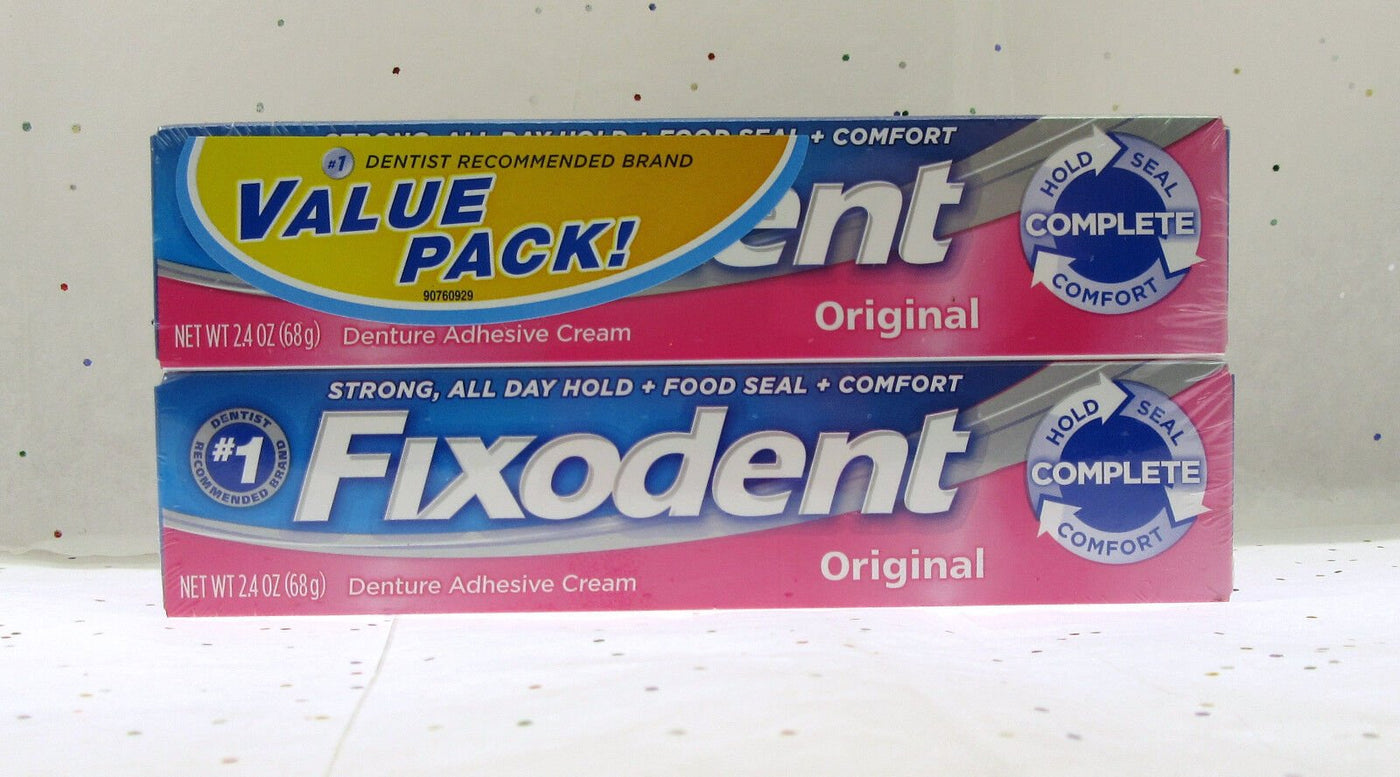 STRONG, ALL DAY HOLD + FOOD SEAL + COMFORT
#1 DENTIST RECOMMENDED BRAND
VALUE
PACK!
90760929
ent
HOLD
SEAL
COMPLETE
COMFORT
Original
NET WT 2.4 OZ (68g) Denture Adhesive Cream
STRONG, ALL DAY HOLD + FOOD SEAL + COMFORT
DENTIST
#1
RECOMMENDED BRAND
Fixodent
HOLD
SEAL
COMPLETE
COMFORT
Original
NET WT 2.4 OZ (68g) Denture Adhesive Cream